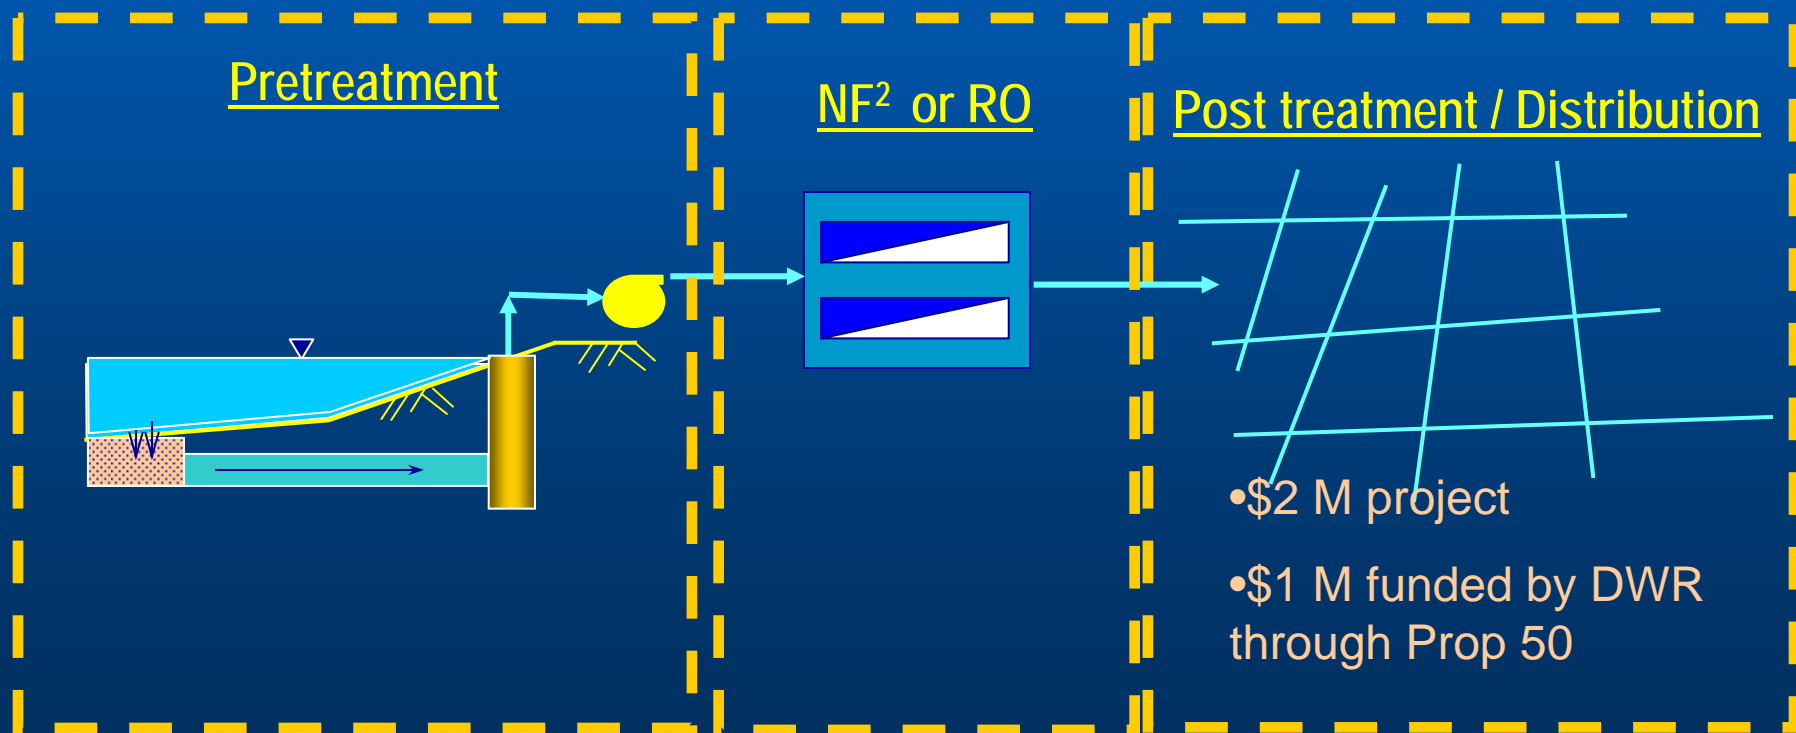 Pretreatment
NF² or RO
Post treatment / Distribution
•$2 M project
•$1 M funded by DWR
through Prop 50